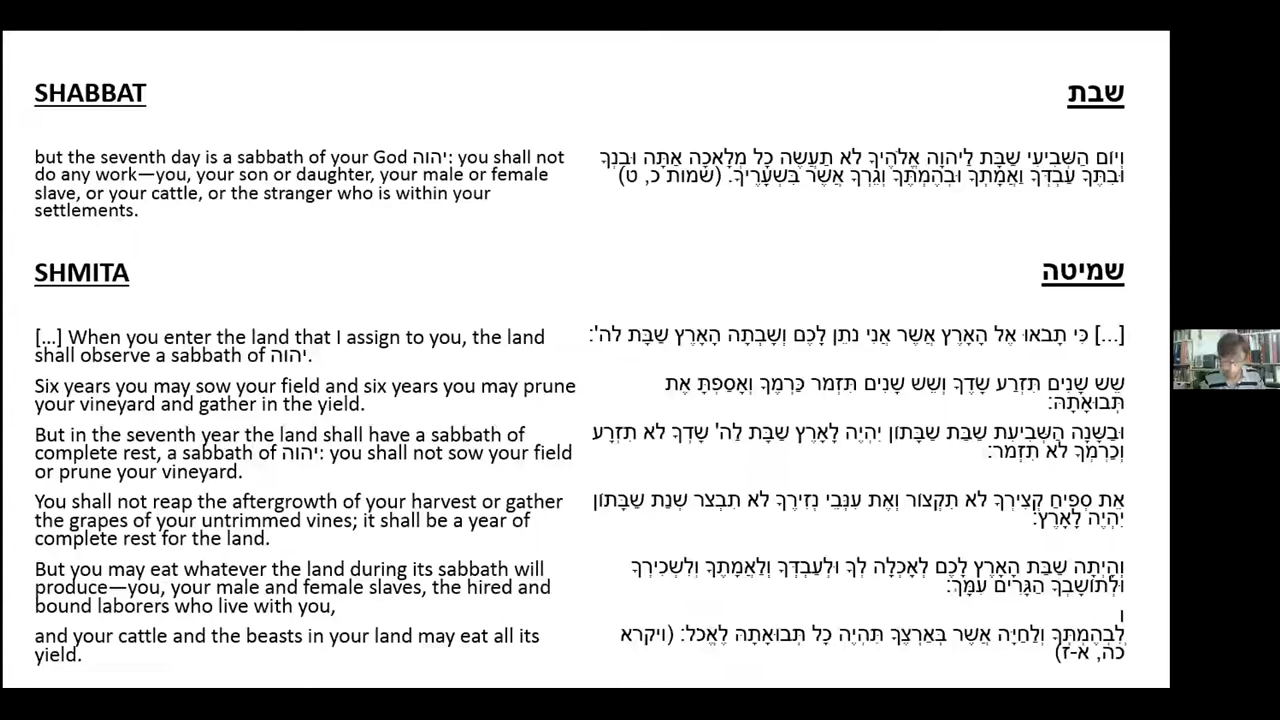 SHABBAT
but the seventh day is a sabbath of your God יהוה: you shall not
do any work—you, your son or daughter, your male or female
slave, or your cattle, or the stranger who is within your
settlements.
SHMITA
[...] When you enter the land that I assign to you, the land
shall observe a sabbath of יהוה.
Six years you may sow your field and six years you may prune
your vineyard and gather in the yield.
But in the seventh year the land shall have a sabbath of
complete rest, a sabbath of יהוה: you shall not sow your field
or prune your vineyard.
You shall not reap the aftergrowth of your harvest or gather
the grapes of your untrimmed vines; it shall be a year of
complete rest for the land.
But you may eat whatever the land during its sabbath will
produce—you, your male and female slaves, the hired and
bound laborers who live with you,
and your cattle and the beasts in your land may eat all its
yield.
שבת
וְיוֹם הַשְּׁבִיעִי שַׁבָּת לַיהוָה אֱלֹהֶיךָ לֹא תַעֲשֶׂה כָל מְלָאכָה אַתָּה וּבִנְךָ
וּבִתֶּךָ עַבְדְּךָ וַאֲמָתְךָ וּבְהֶמְתֶּךָ וְגֵרְךָ אֲשֶׁר בִּשְׁעָרֶיךָ. (שמות כ, ט)
שמיטה
[...] כִּי תָבֹאוּ אֶל הָאָרֶץ אֲשֶׁר אֲנִי נֹתֵן לָכֶם וְשָׁבְתָה הָאָרֶץ שַׁבָּת לה':
שֵׁשׁ שָׁנִים תִּזְרַע שָׂדֶךָ וְשֵׁשׁ שָׁנִים תִּזְמֹר כַּרְמֶךָ וְאָסַפְתָּ אֶת
תְּבוּאָתָהּ:
וּבַשָּׁנָה הַשְּׁבִיעִת שַׁבַּת שַׁבָּתוֹן יִהְיֶה לָאָרֶץ שַׁבָּת לַה' שָׂדְךָ לֹא תִזְרָע
וְכַרְמְךָ לֹא תִזְמֹר:
אֵת סְפִיחַ קְצִירְךָ לֹא תִקְצוֹר וְאֶת עִנְּבֵי נְזִירֶךָ לֹא תִבְצֹר שְׁנַת שַׁבָּתוֹן
יִהְיֶה לָאָרֶץ:
וְהָיְתָה שַׁבַּת הָאָרֶץ לָכֶם לְאָכְלָה לְךָ וּלְעַבְדְּךָ וְלַאֲמָתֶךָ וְלִשְׂכִירְךָ
וּלְתוֹשָׁבְךָ הַגָּרִים עִמָּךְ:
ו
לִבְהֶמְתְּךָ וְלַחַיָּה אֲשֶׁר בְּאַרְצֶךָ תִּהְיֶה כָל תְּבוּאָתָהּ לֶאֱכֹל: (ויקרא
כה, א-ז)